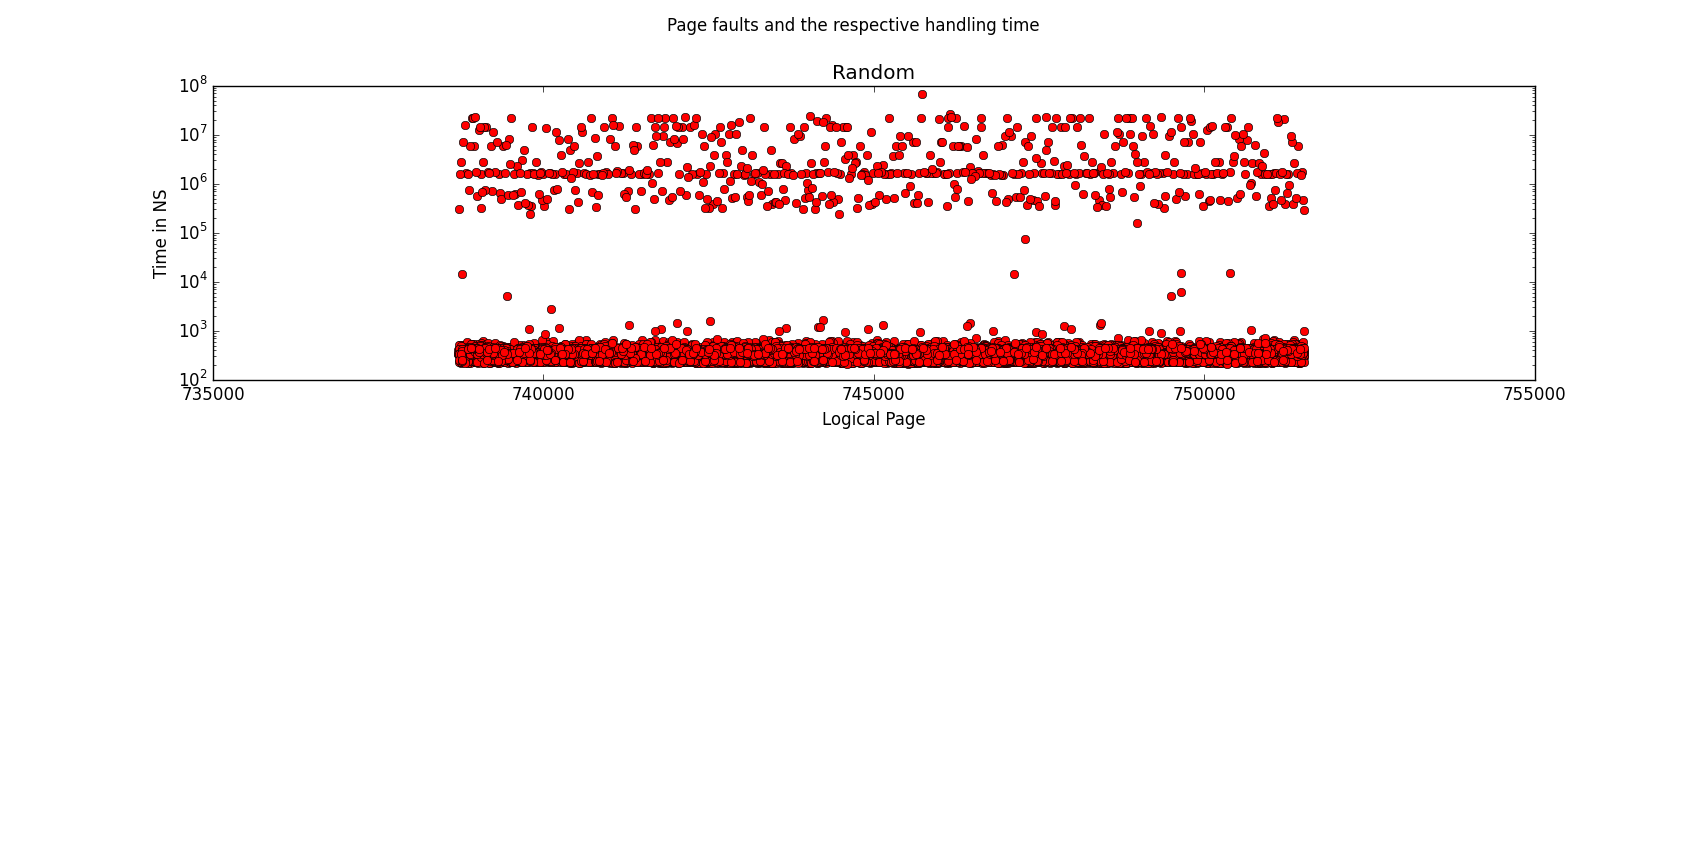 Page faults and the respective handling time
Random
10^8
10^7
10^6
10^5
10^4
10^3
10^2
Time in NS
735000 740000 745000 750000 755000
Logical Page